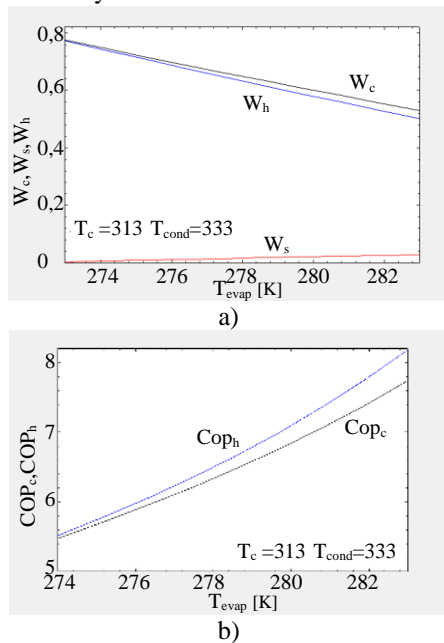 0,8
0,6
0,4
0,2
0
W_c,W_s,W_h
W_c
W_h
T_c =313 T_cond=333
W_s
274 276 278 280 282
T_evap [K]
a)
8
7
6
5
COP_c,COP_h
Cop_h
Cop_c
T_c =313 T_cond=333
274 276 278 280 282
T_evap [K]
b)